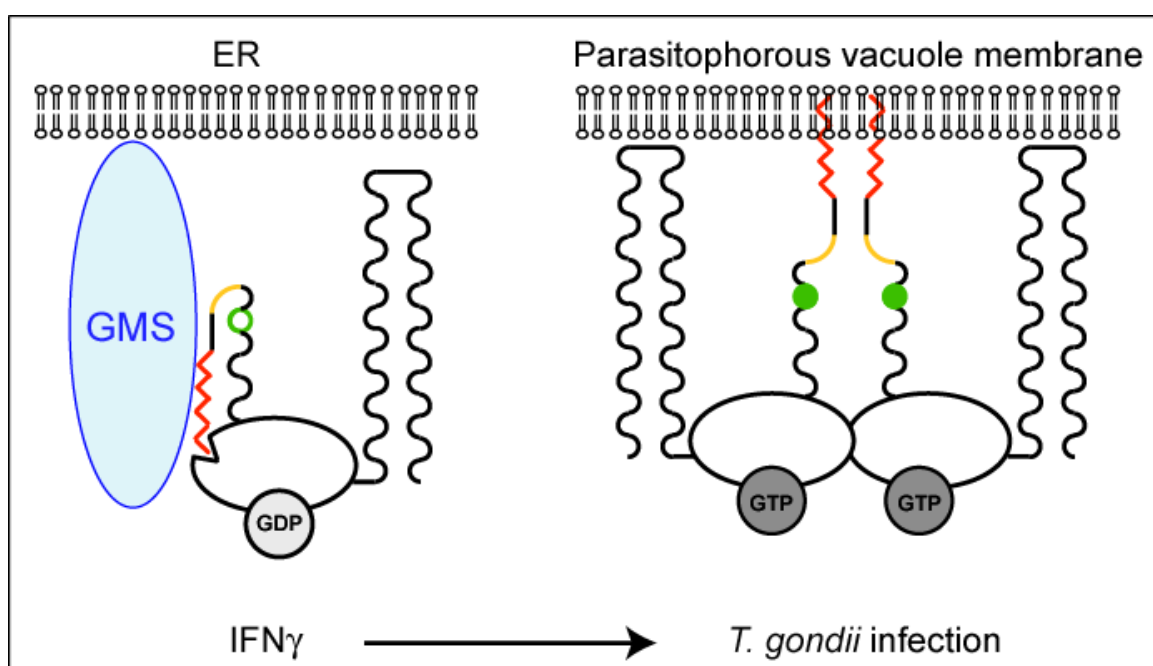 ER
Parasitophorous vacuole membrane
GMS
GDP
GTP
GTP
IFNγ
T. gondii infection